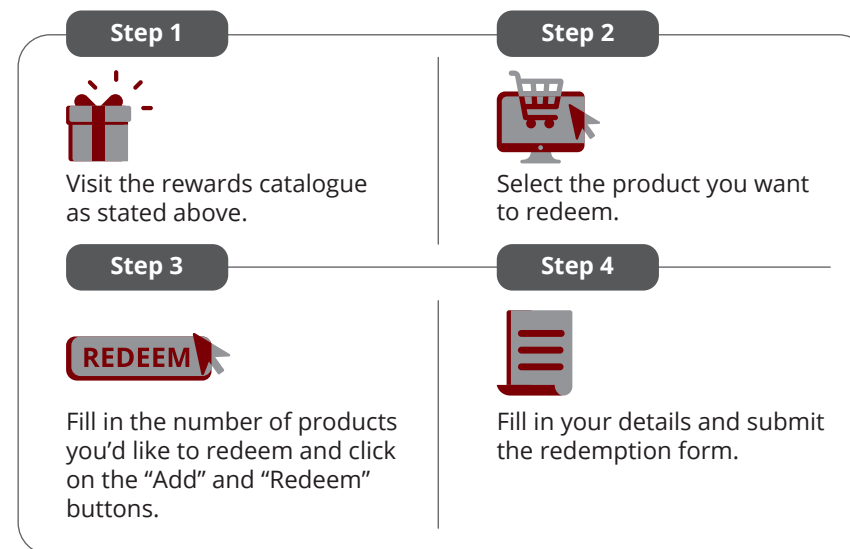 Step 1
Visit the rewards catalogue
as stated above.
Step 2
Select the product you want
to redeem.
Step 3
REDEEM
Fill in the number of products
you’d like to redeem and click
on the “Add” and “Redeem”
buttons.
Step 4
Fill in your details and submit
the redemption form.